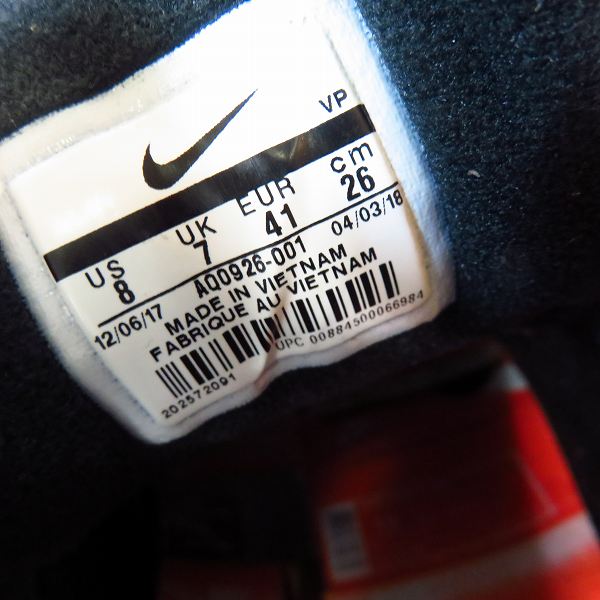 VP
US UK EUR cm
8 7 41 26
12/06/17 AQ0926-001 04/03/18
MADE IN VIETNAM
FABRIQUE AU VIETNAM
UPC 00884500066984
202572091